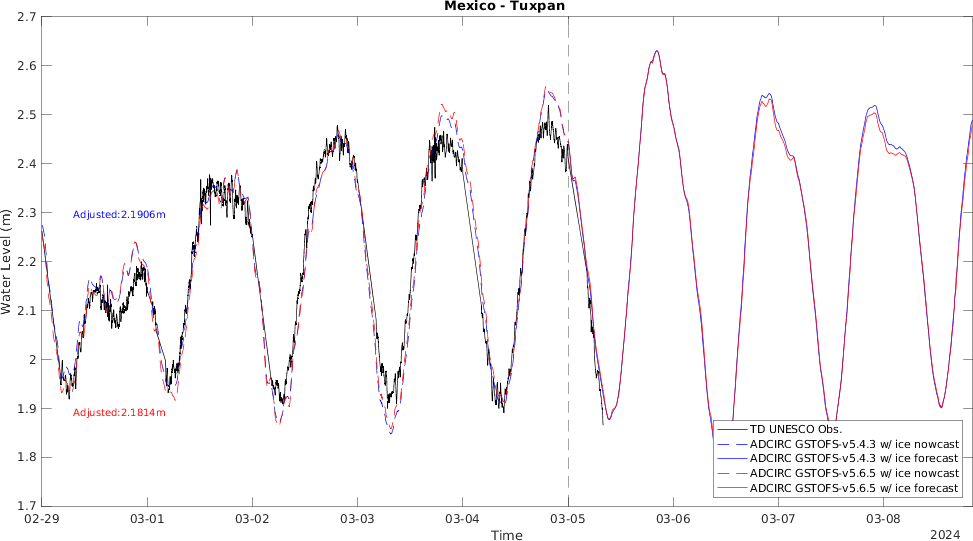 Mexico - Tuxpan
2.7
2.6
2.5
2.4
2.3
2.2
2.1
2
1.9
1.8
1.7
Water Level (m)
Adjusted:2.1906m
Adjusted:2.1814m
TD UNESCO Obs.
ADCIRC GSTOFS-v5.4.3 w/ ice nowcast
ADCIRC GSTOFS-v5.4.3 w/ ice forecast
ADCIRC GSTOFS-v5.6.5 w/ ice nowcast
ADCIRC GSTOFS-v5.6.5 w/ ice forecast
02-29 03-01 03-02 03-03 03-04 03-05 03-06 03-07 03-08
Time
2024